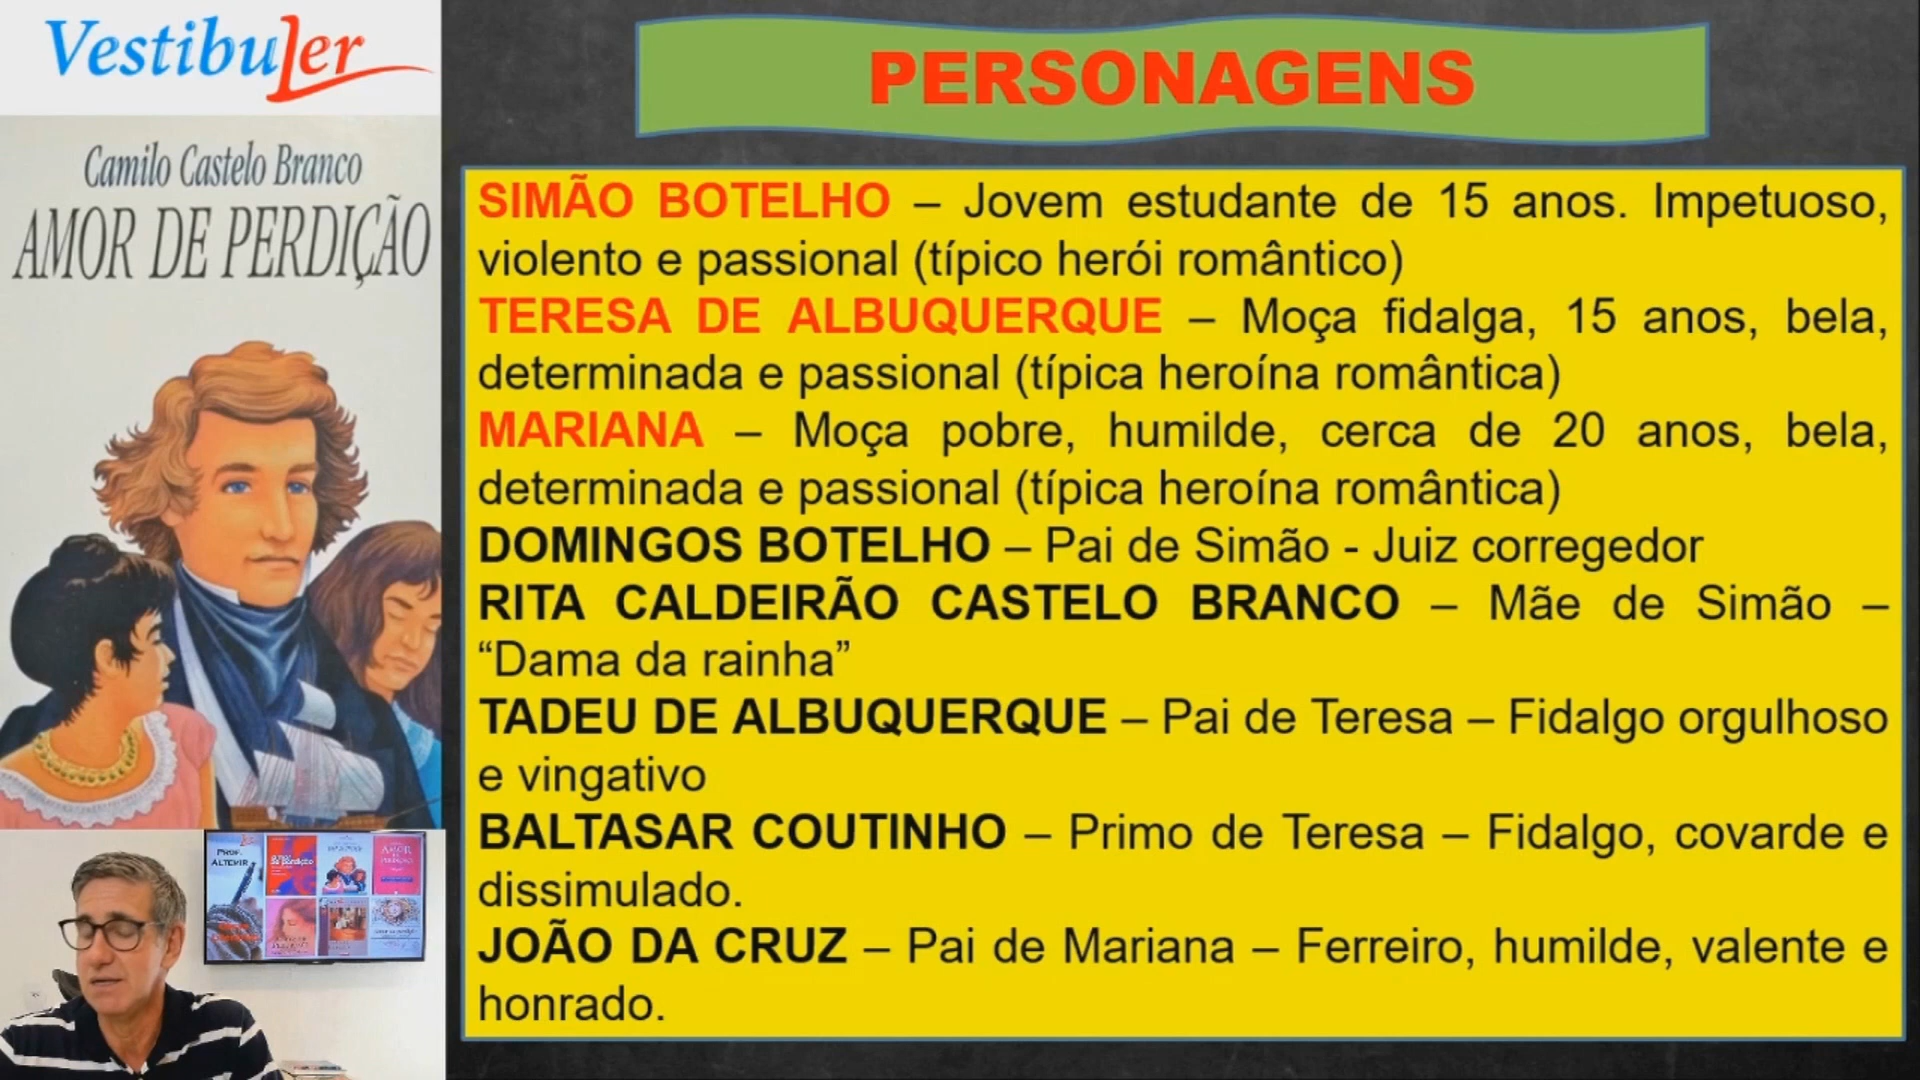 Vestibuler
Camilo Castelo Branco
AMOR DE PERDIÇÃO
PERSONAGENS
SIMÃO BOTELHO – Jovem estudante de 15 anos. Impetuoso,
violento e passional (típico herói romântico)
TERESA DE ALBUQUERQUE – Moça fidalga, 15 anos, bela,
determinada e passional (típica heroína romântica)
MARIANA – Moça pobre, humilde, cerca de 20 anos, bela,
determinada e passional (típica heroína romântica)
DOMINGOS BOTELHO – Pai de Simão - Juiz corregedor
RITA CALDEIRÃO CASTELO BRANCO – Mãe de Simão –
“Dama da rainha”
TADEU DE ALBUQUERQUE – Pai de Teresa – Fidalgo orgulhoso
e vingativo
BALTASAR COUTINHO – Primo de Teresa – Fidalgo, covarde e
dissimulado.
JOÃO DA CRUZ – Pai de Mariana – Ferreiro, humilde, valente e
honrado.
PROF.
ALTEMIR